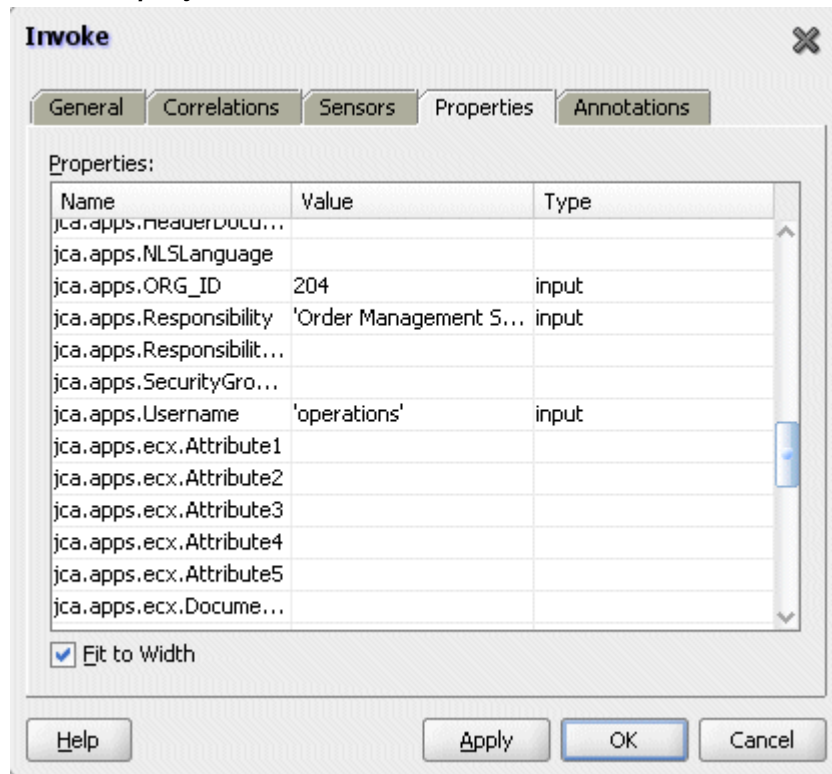 Invoke
General Correlations Sensors Properties Annotations
Properties:
Name Value Type
jca.apps.HeaderDocu...
jca.apps.NLSLanguage
jca.apps.ORG_ID 204 input
jca.apps.Responsibility 'Order Management S... input
jca.apps.Responsibilit...
jca.apps.SecurityGro...
jca.apps.Username 'operations' input
jca.apps.ecx.Attribute1
jca.apps.ecx.Attribute2
jca.apps.ecx.Attribute3
jca.apps.ecx.Attribute4
jca.apps.ecx.Attribute5
jca.apps.ecx.Docume...
Fit to Width
Help Apply OK Cancel